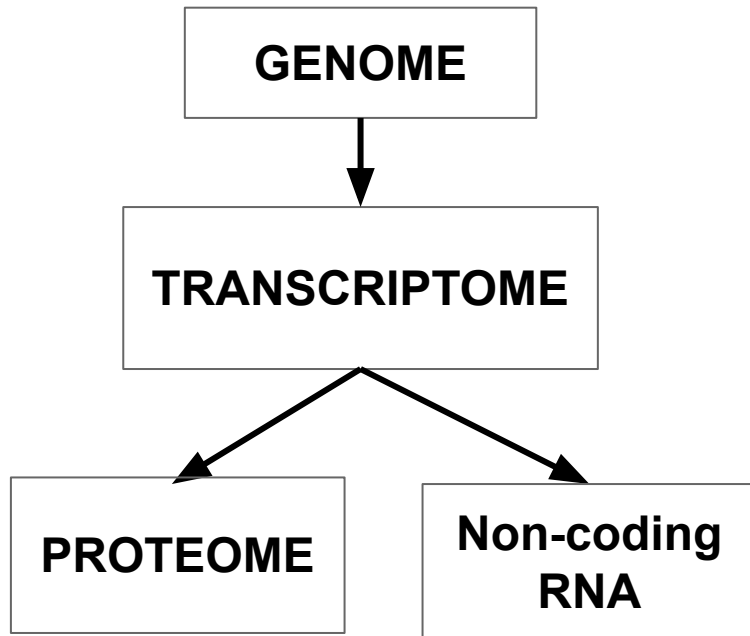 GENOME
TRANSCRIPTOME
PROTEOME
Non-coding
RNA